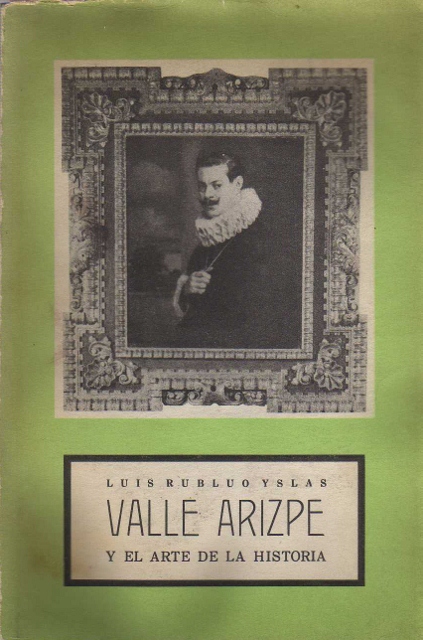 LUIS RUBLUO YSLAS
VALLE ARIZPE
Y EL ARTE DE LA HISTORIA